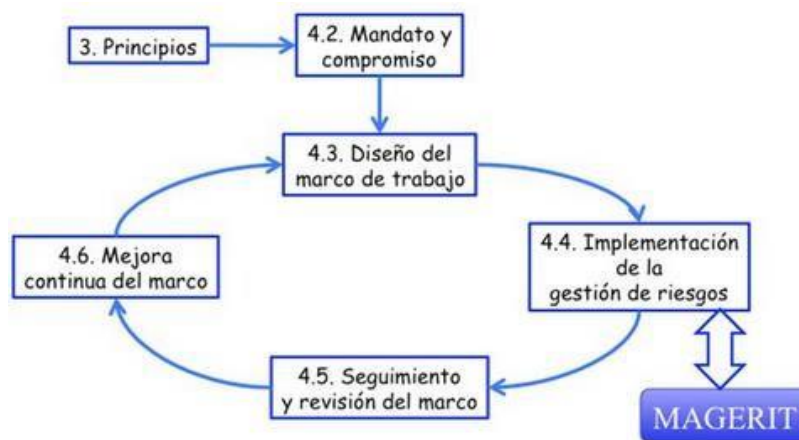 3. Principios
4.2. Mandato y
compromiso
4.3. Diseño del
marco de trabajo
4.4. Implementación
de la
gestión de riesgos
4.6. Mejora
continua del marco
4.5. Seguimiento
y revisión del marco
MAGERIT